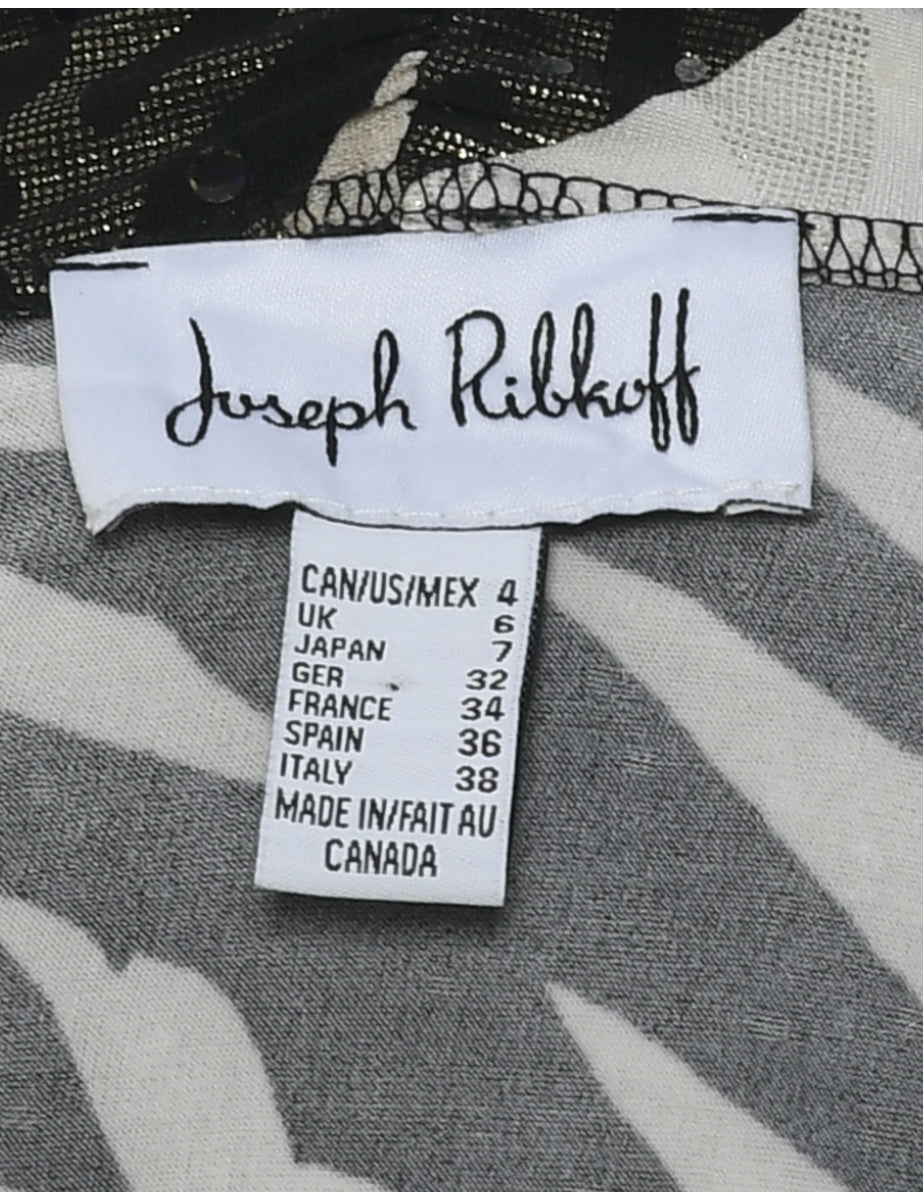 Joseph Ribkoff
CAN/US/MEX 4
UK 6
JAPAN 7
GER 32
FRANCE 34
SPAIN 36
ITALY 38
MADE IN/FAIT AU
CANADA